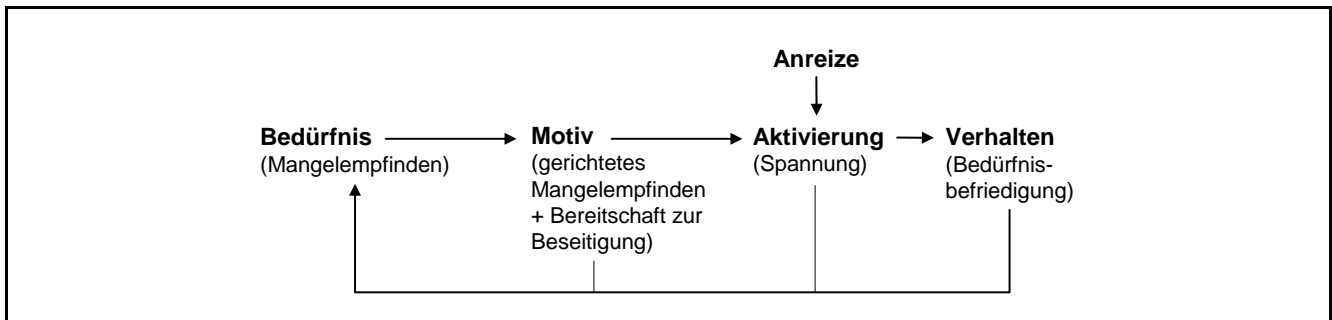 Anreize
Bedürfnis
(Mangelempfinden)
Motiv
(gerichtetes
Mangelempfinden
+ Bereitschaft zur
Beseitigung)
Aktivierung
(Spannung)
Verhalten
(Bedürfnis-
befriedigung)